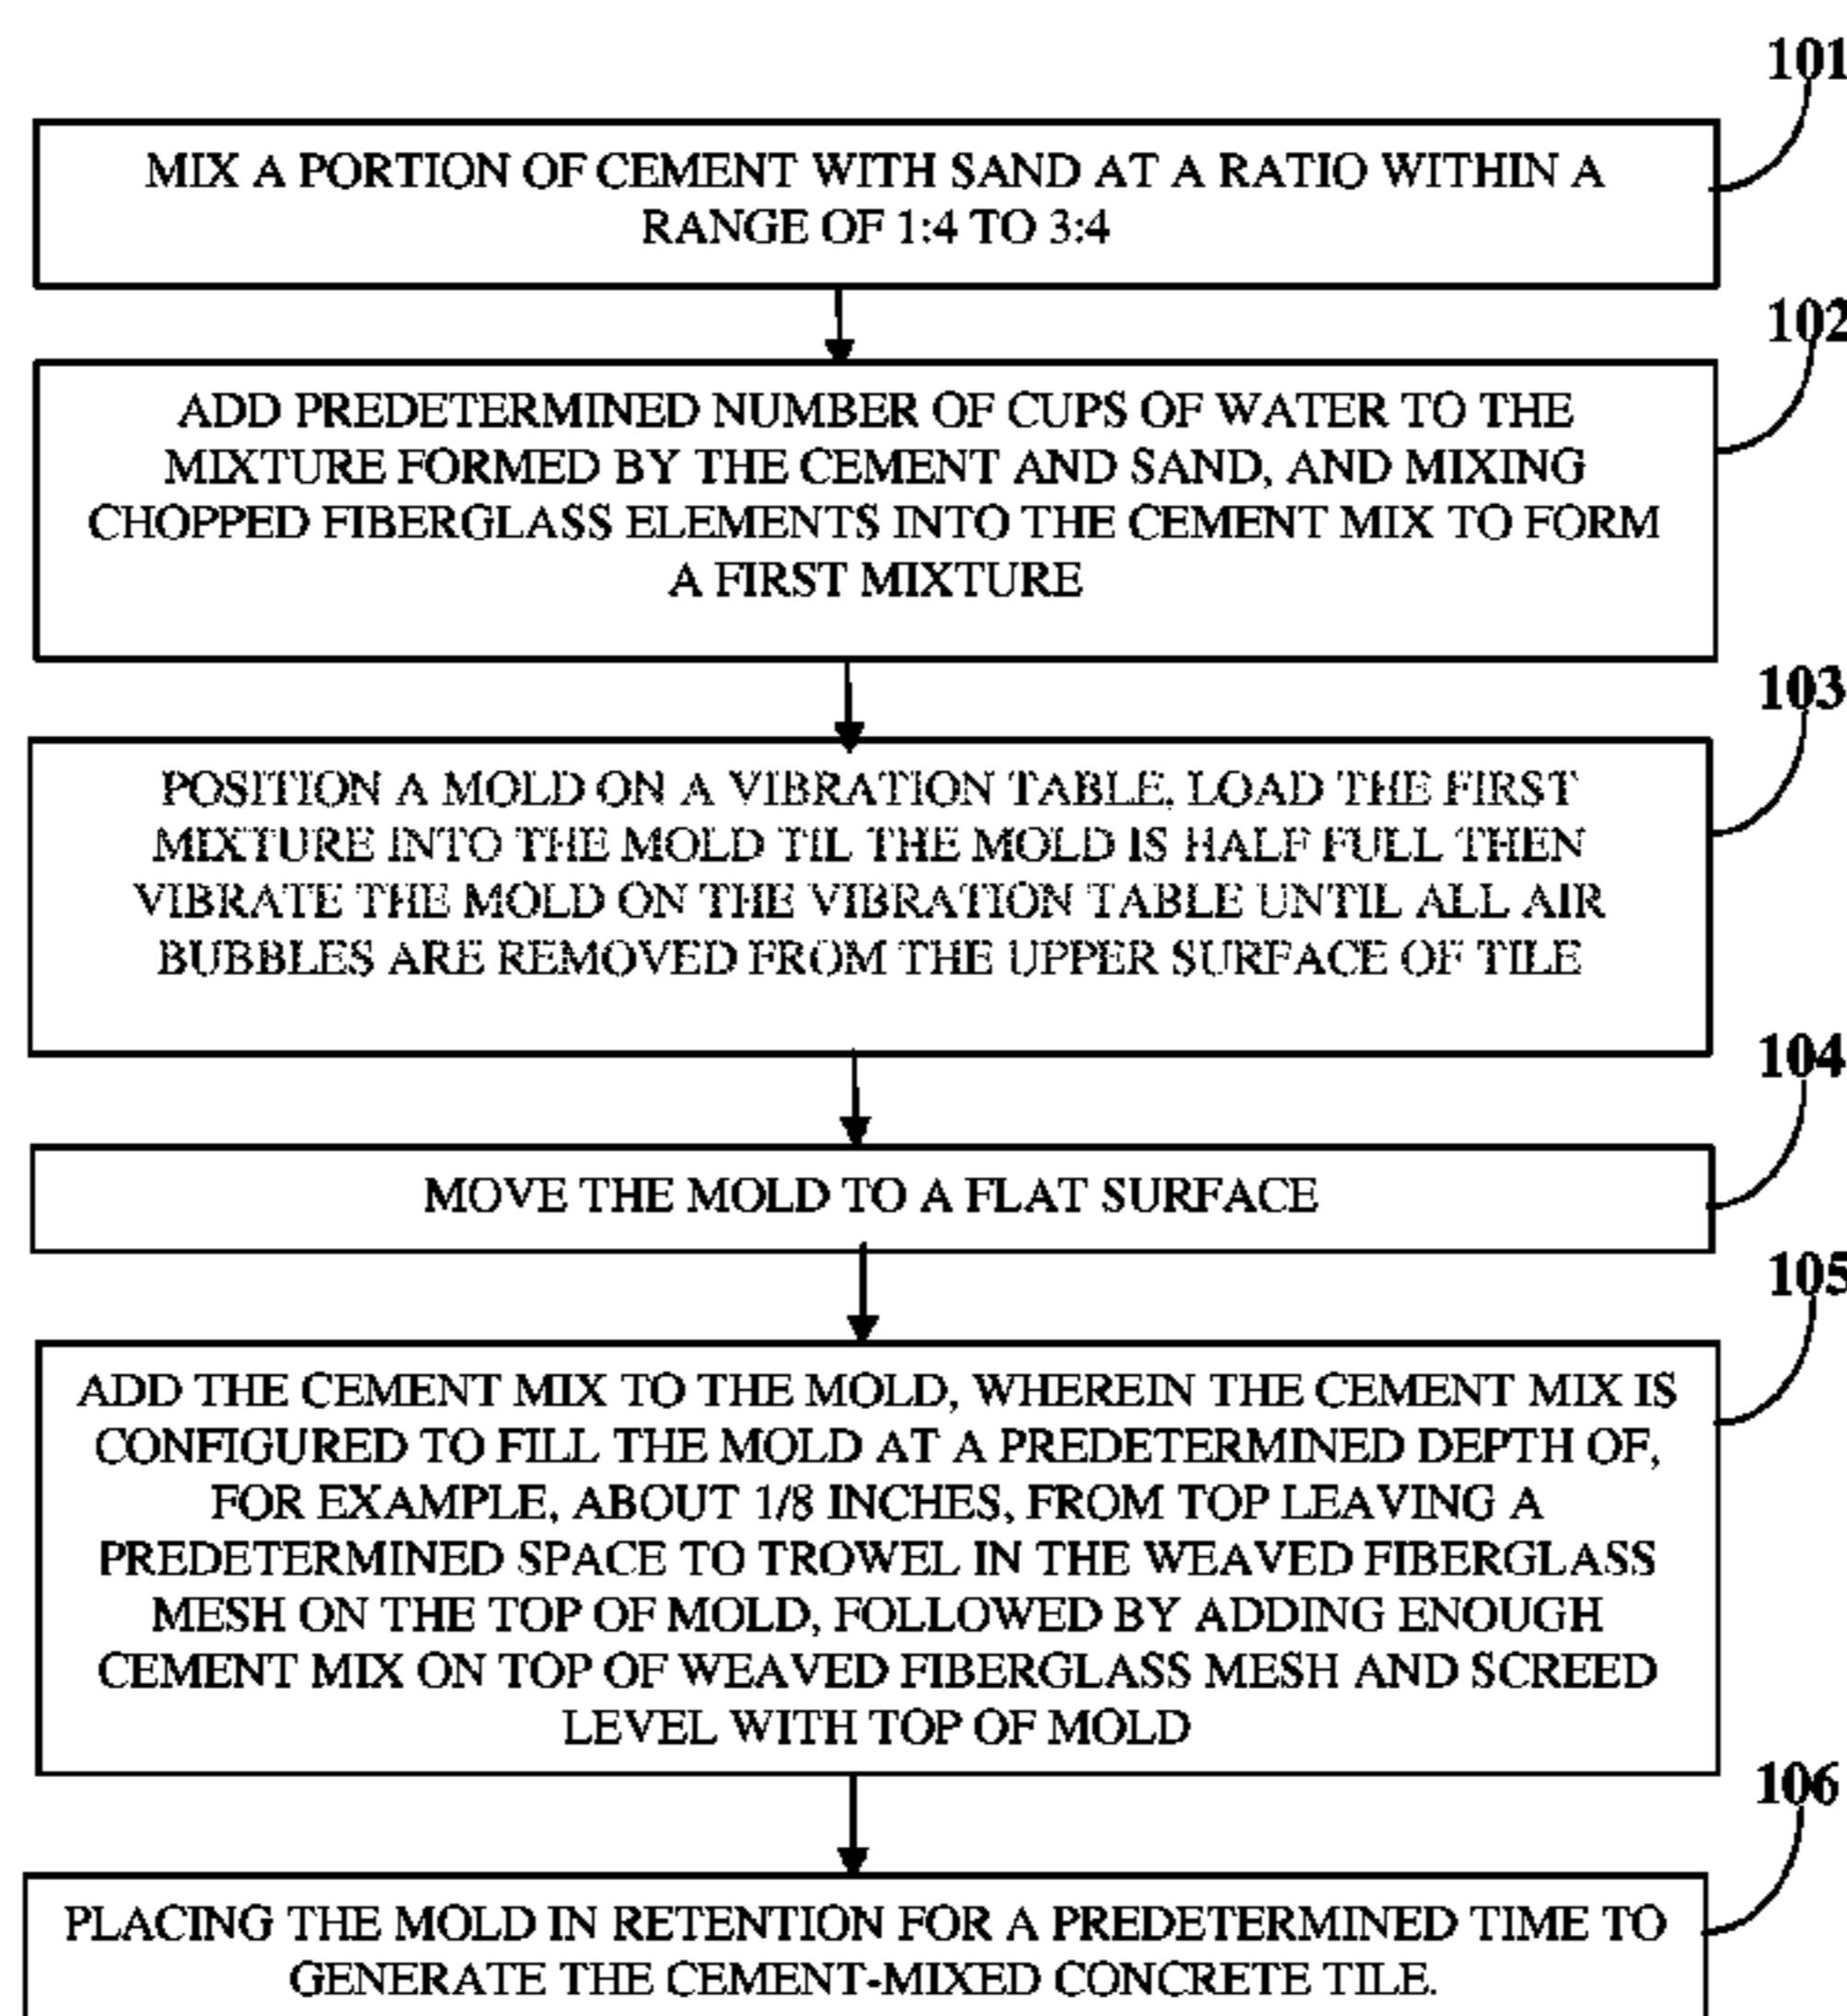 101
MIX A PORTION OF CEMENT WITH SAND AT A RATIO WITHIN A
RANGE OF 1:4 TO 3:4
102
ADD PREDETERMINED NUMBER OF CUPS OF WATER TO THE
MIXTURE FORMED BY THE CEMENT AND SAND, AND MIXING
CHOPPED FIBERGLASS ELEMENTS INTO THE CEMENT MIX TO FORM
A FIRST MIXTURE
103
POSITION A MOLD ON A VIBRATION TABLE, LOAD THE FIRST
MIXTURE INTO THE MOLD TIL THE MOLD IS HALF FULL THEN
VIBRATE THE MOLD ON THE VIBRATION TABLE UNTIL ALL AIR
BUBBLES ARE REMOVED FROM THE UPPER SURFACE OF TILE
104
MOVE THE MOLD TO A FLAT SURFACE
105
ADD THE CEMENT MIX TO THE MOLD, WHEREIN THE CEMENT MIX IS
CONFIGURED TO FILL THE MOLD AT A PREDETERMINED DEPTH OF,
FOR EXAMPLE, ABOUT 1/8 INCHES, FROM TOP LEAVING A
PREDETERMINED SPACE TO TROWEL IN THE WEAVED FIBERGLASS
MESH ON THE TOP OF MOLD, FOLLOWED BY ADDING ENOUGH
CEMENT MIX ON TOP OF WEAVED FIBERGLASS MESH AND SCREED
LEVEL WITH TOP OF MOLD
106
PLACING THE MOLD IN RETENTION FOR A PREDETERMINED TIME TO
GENERATE THE CEMENT-MIXED CONCRETE TILE.